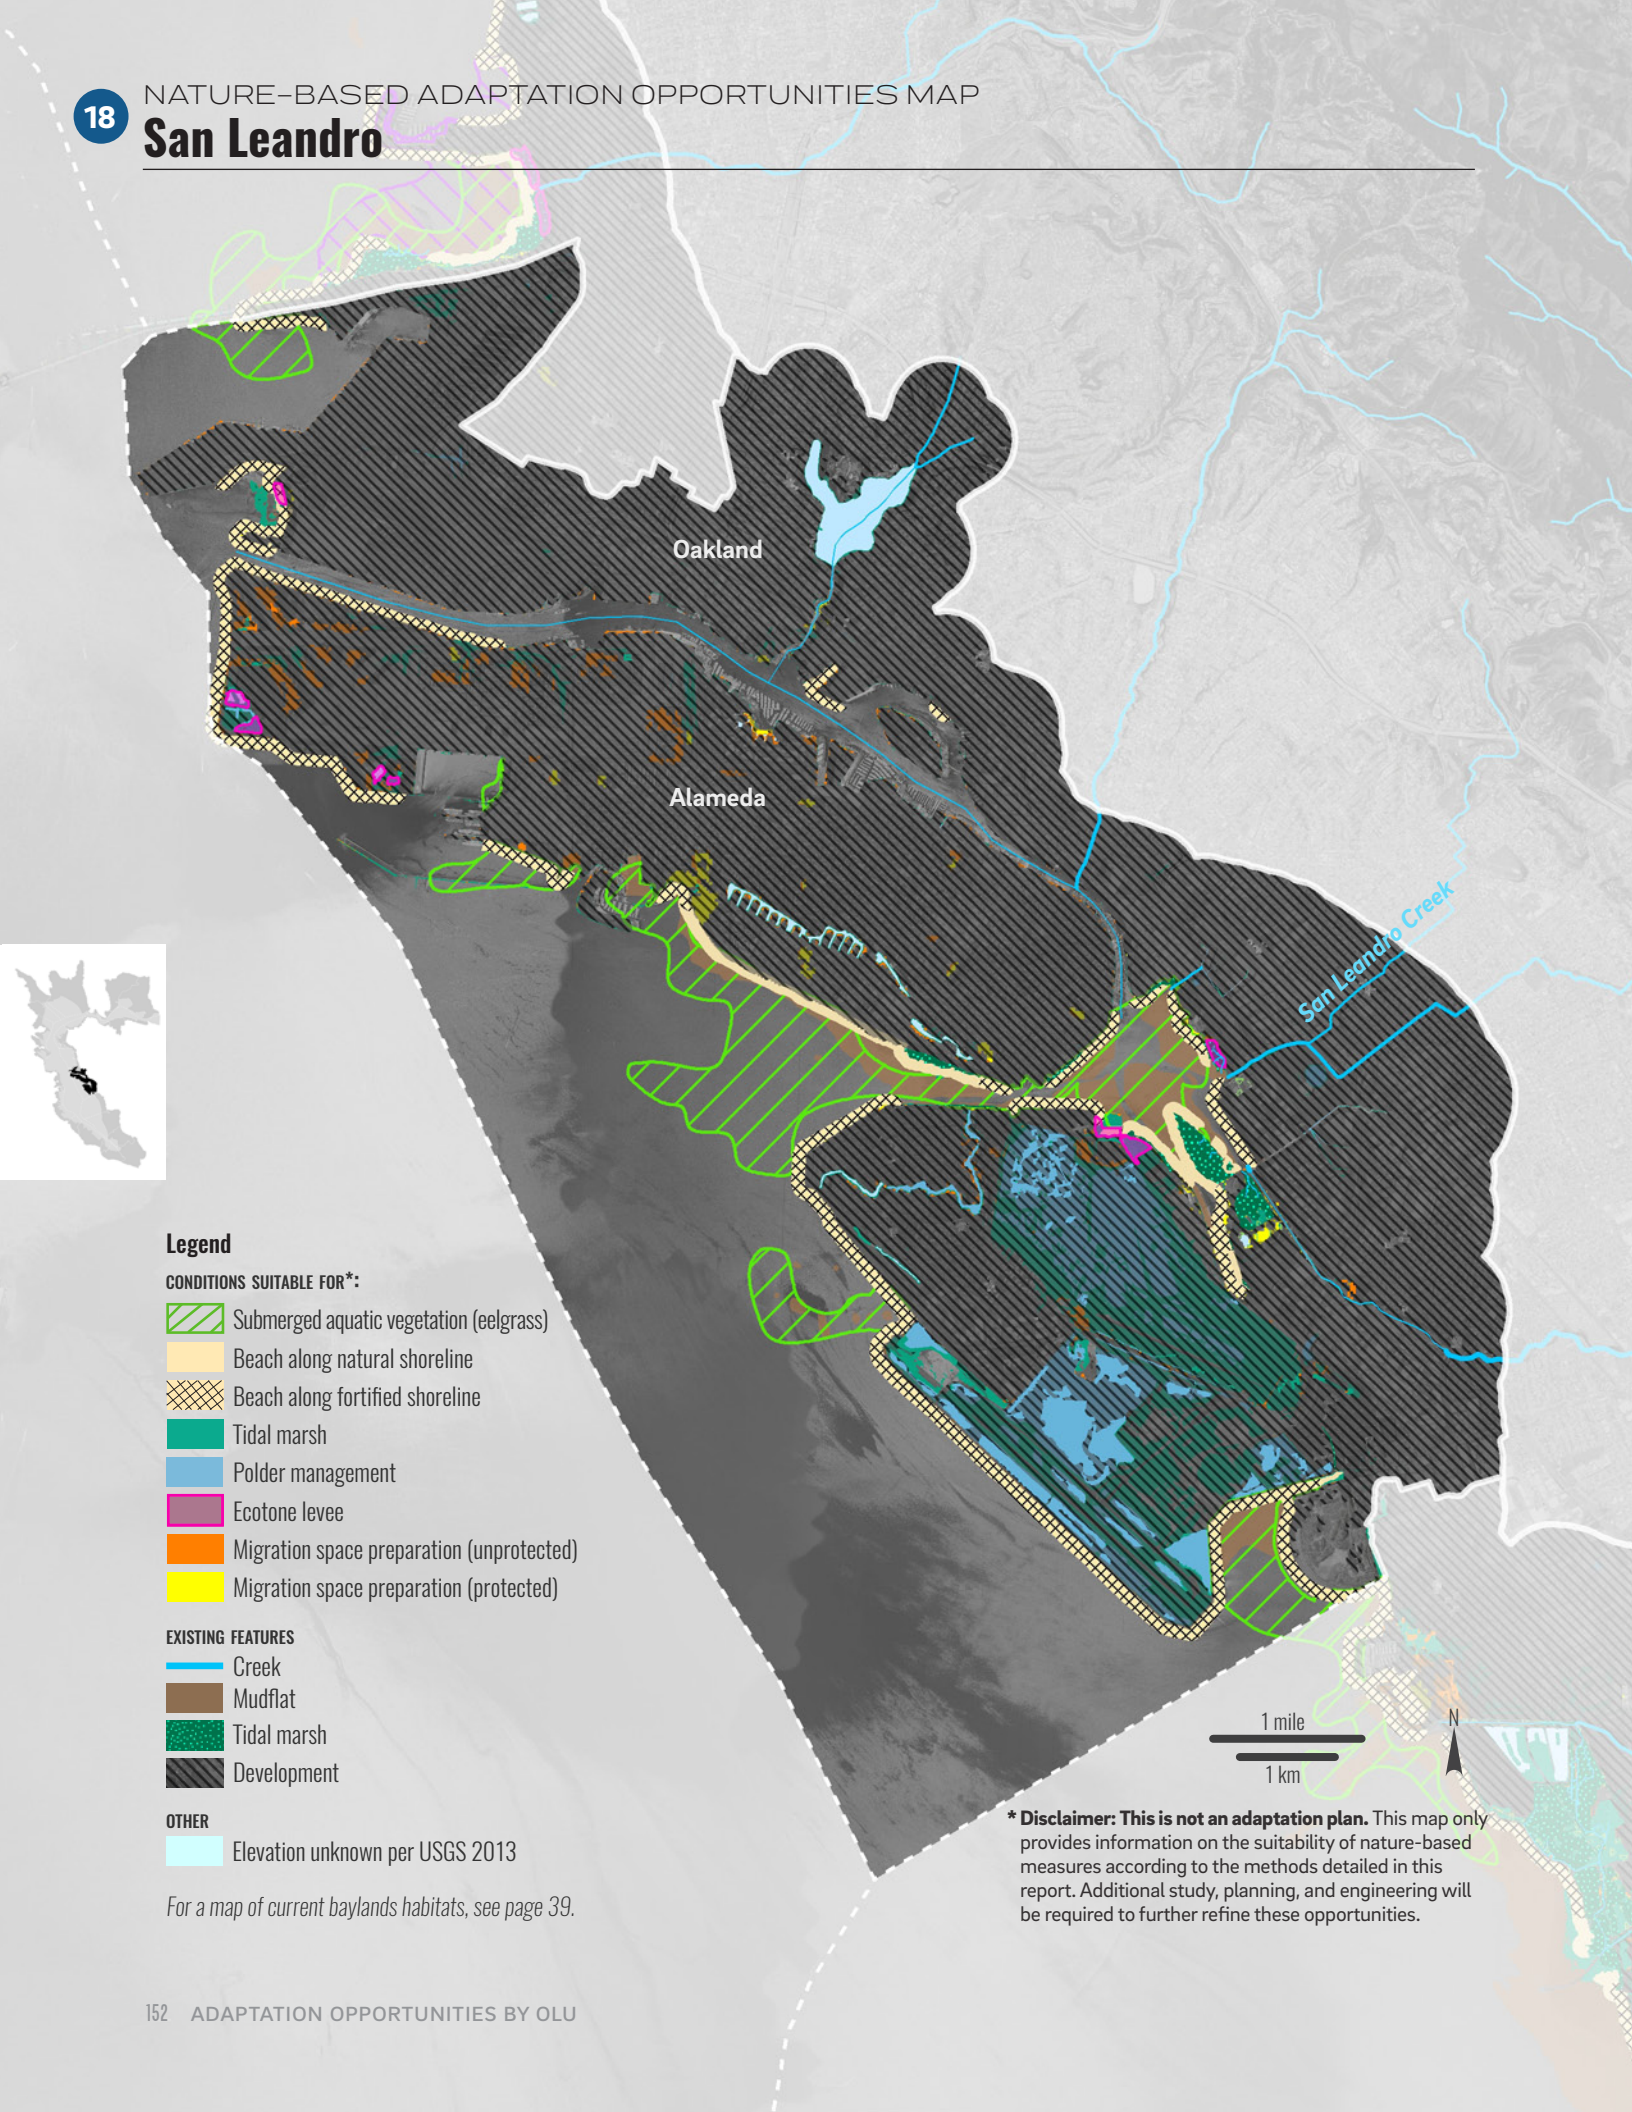 18
NATURE-BASED ADAPTATION OPPORTUNITIES MAP
San Leandro
Oakland
Alameda
San Leandro Creek
Legend
CONDITIONS SUITABLE FOR*:
Submerged aquatic vegetation (eelgrass)
Beach along natural shoreline
Beach along fortified shoreline
Tidal marsh
Polder management
Ecotone levee
Migration space preparation (unprotected)
Migration space preparation (protected)
EXISTING FEATURES
Creek
Mudflat
Tidal marsh
Development
OTHER
Elevation unknown per USGS 2013
For a map of current baylands habitats, see page 39.
1 mile
1 km
N
* Disclaimer: This is not an adaptation plan. This map only
provides information on the suitability of nature-based
measures according to the methods detailed in this
report. Additional study, planning, and engineering will
be required to further refine these opportunities.
152 ADAPTATION OPPORTUNITIES BY OLU